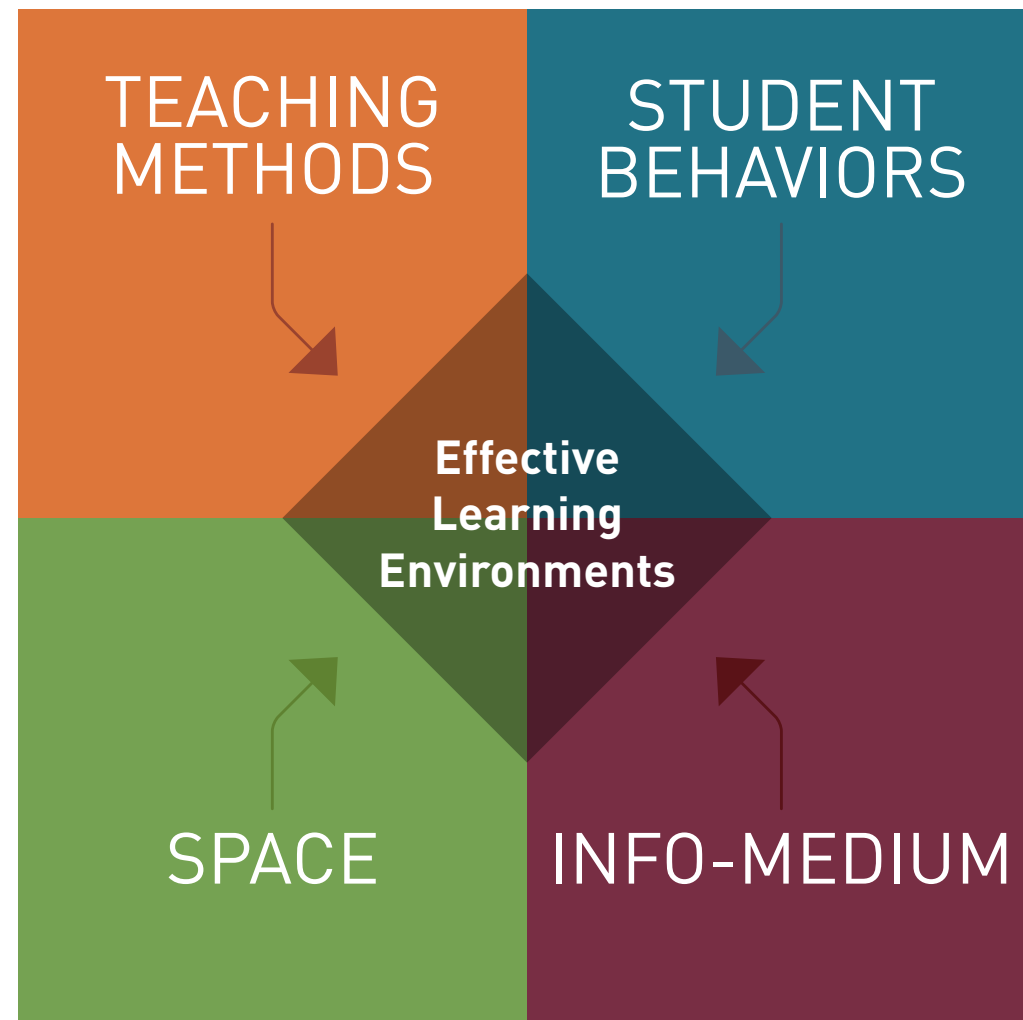 TEACHING
METHODS
STUDENT
BEHAVIORS
Effective
Learning
Environments
SPACE
INFO-MEDIUM